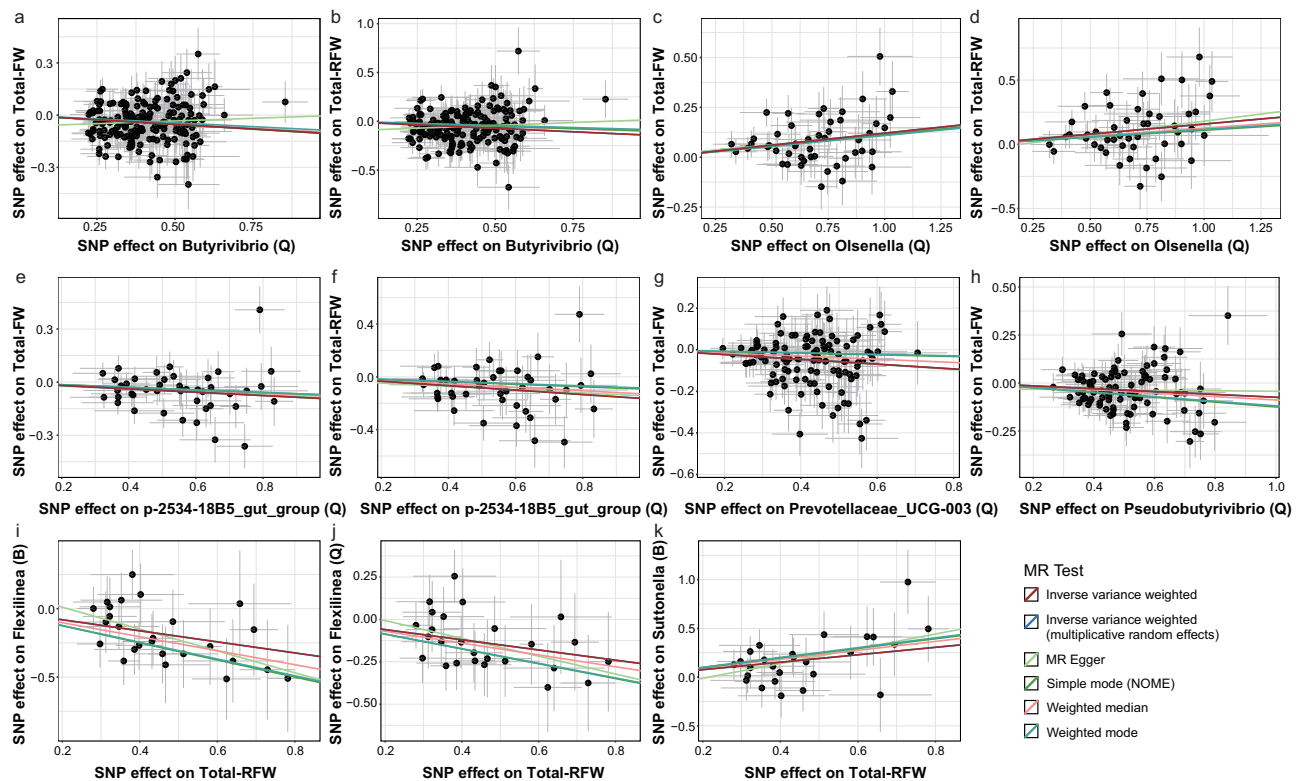 a
SNP effect on Total-FW
0.3
0.0
−0.3
0.25
0.50
0.75
SNP effect on Butyrivibrio (Q)
b
SNP effect on Total-RFW
1.0
0.5
0.0
−0.5
0.25
0.50
0.75
SNP effect on Butyrivibrio (Q)
c
SNP effect on Total-FW
0.50
0.25
0.00
−0.25
0.25
0.50
0.75
1.00
1.25
SNP effect on Olsenella (Q)
d
SNP effect on Total-RFW
0.5
0.0
−0.5
0.25
0.50
0.75
1.00
1.25
SNP effect on Olsenella (Q)
e
SNP effect on Total-FW
0.3
0.0
−0.3
0.2
0.4
0.6
0.8
SNP effect on p-2534-18B5_gut_group (Q)
f
SNP effect on Total-RFW
0.4
0.0
−0.4
0.2
0.4
0.6
0.8
SNP effect on p-2534-18B5_gut_group (Q)
g
SNP effect on Total-FW
0.2
−0.0
−0.2
−0.4
−0.6
0.2
0.4
0.6
0.8
SNP effect on Prevotellaceae_UCG-003 (Q)
h
SNP effect on Total-FW
0.50
0.25
0.00
−0.25
0.2
0.4
0.6
0.8
1.0
SNP effect on Pseudobutyrivibrio (Q)
i
SNP effect on Flexilinea (B)
0.0
−0.5
0.2
0.4
0.6
0.8
SNP effect on Total-RFW
j
SNP effect on Flexilinea (Q)
0.25
0.00
−0.25
−0.50
0.2
0.4
0.6
0.8
SNP effect on Total-RFW
k
SNP effect on Suttonella (B)
1.0
0.5
0.0
−0.5
0.2
0.4
0.6
0.8
SNP effect on Total-RFW
MR Test
Inverse variance weighted
Inverse variance weighted
(multiplicative random effects)
MR Egger
Simple mode (NOME)
Weighted median
Weighted mode